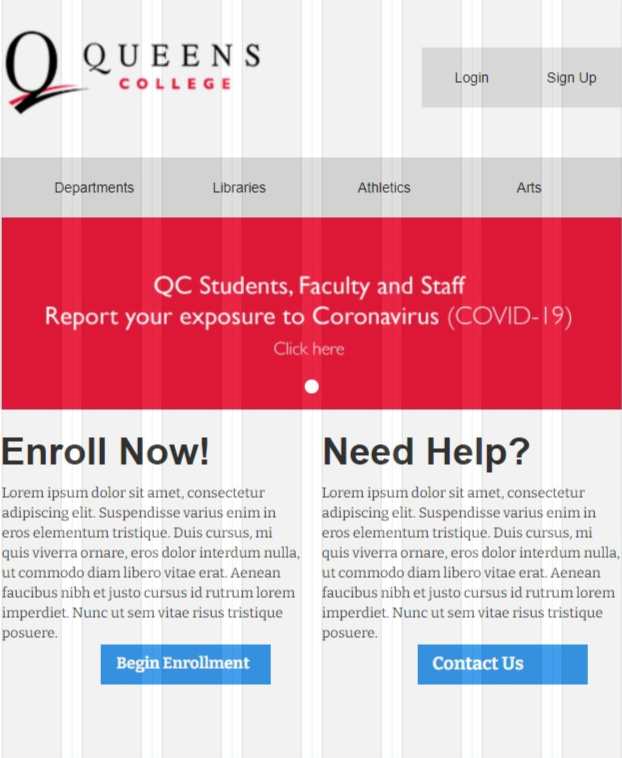 QUEENS
COLLEGE
Login Sign Up
Departments Libraries Athletics Arts
QC Students, Faculty and Staff
Report your exposure to Coronavirus (COVID-19)
Click here
Enroll Now!
Lorem ipsum dolor sit amet, consectetur
adipiscing elit. Suspendisse varius enim in
eros elementum tristique. Duis cursus, mi
quis viverra ornare, eros dolor interdum nulla,
ut commodo diam libero vitae erat. Aenean
faucibus nibh et justo cursus id rutrum lorem
imperdiet. Nunc ut sem vitae risus tristique
posuere.
Begin Enrollment
Need Help?
Lorem ipsum dolor sit amet, consectetur
adipiscing elit. Suspendisse varius enim in
eros elementum tristique. Duis cursus, mi
quis viverra ornare, eros dolor interdum nulla,
ut commodo diam libero vitae erat. Aenean
faucibus nibh et justo cursus id rutrum lorem
imperdiet. Nunc ut sem vitae risus tristique
posuere.
Contact Us